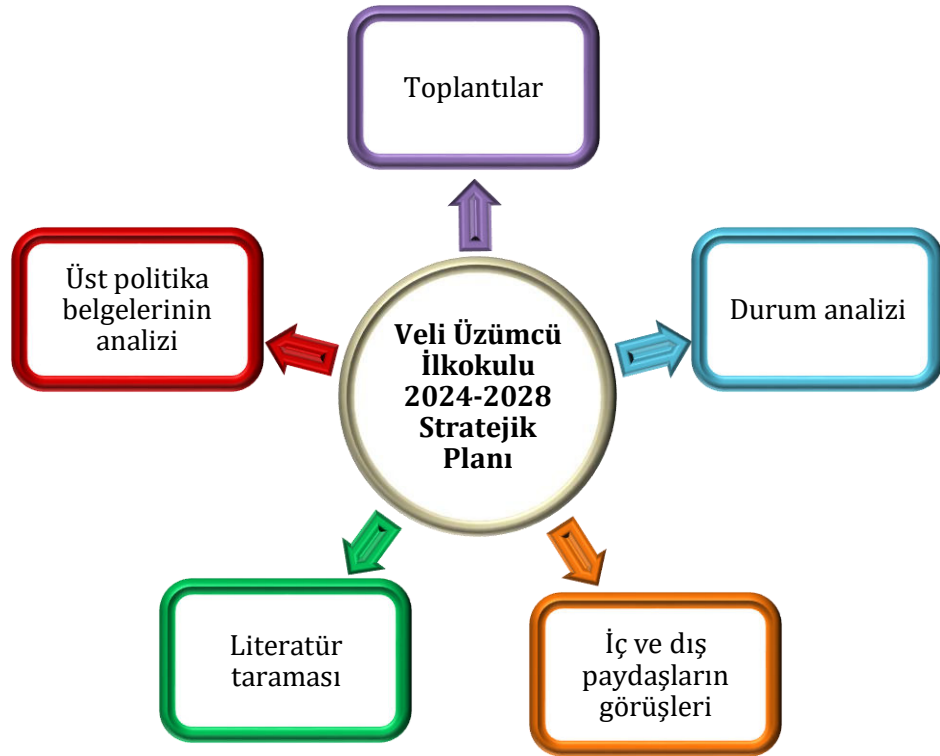 Toplantılar
Üst politika
belgelerinin
analizi
Veli Üzümcü
İlkokulu
2024-2028
Stratejik
Planı
Durum analizi
Literatür
taraması
İç ve dış
paydaşların
görüşleri